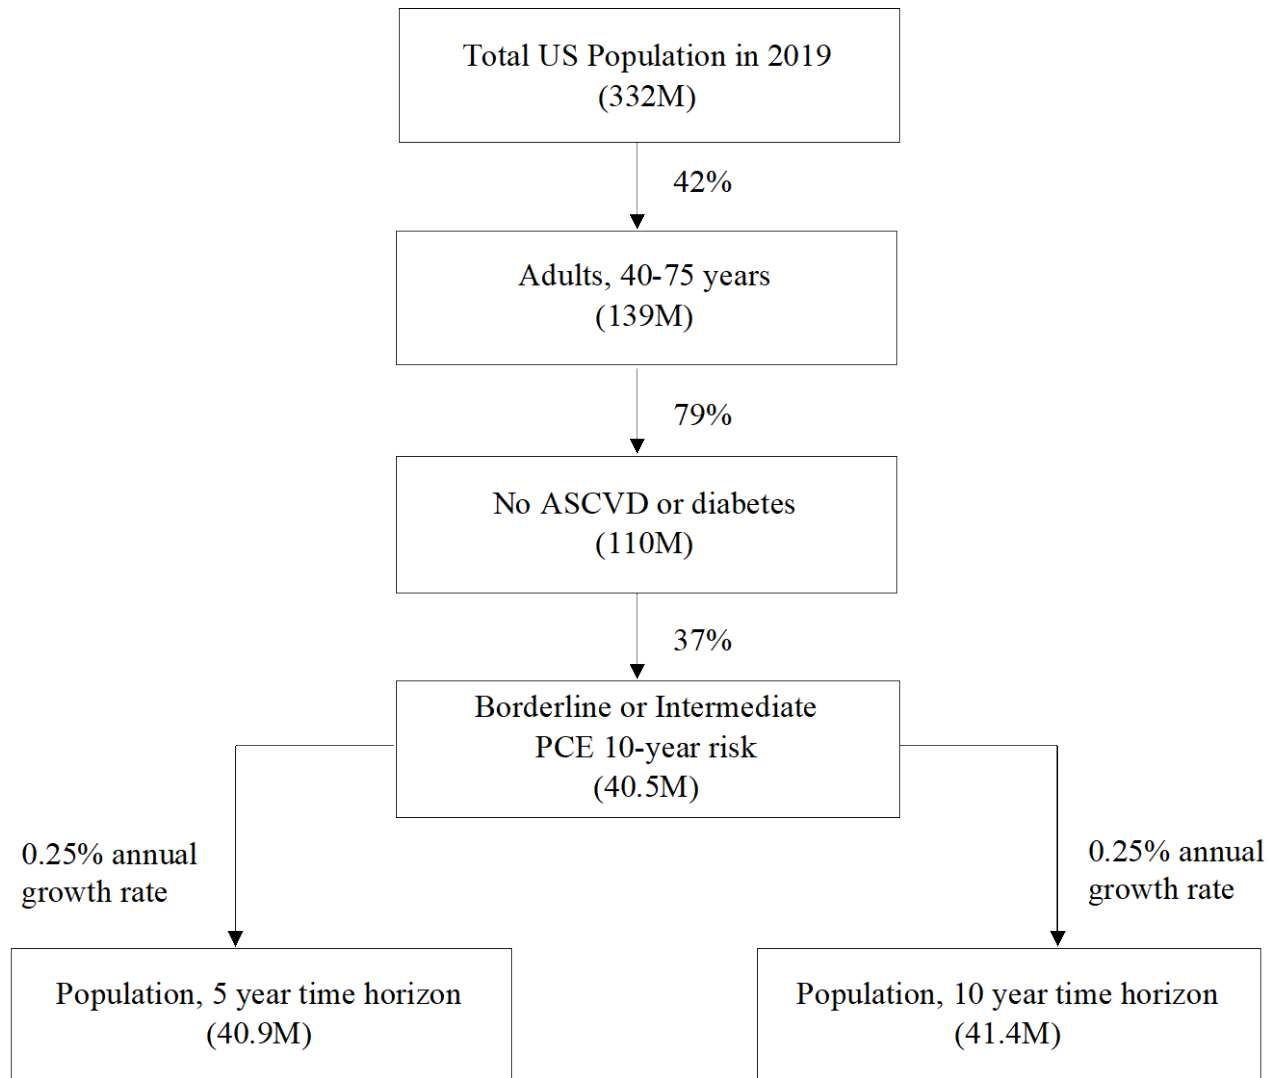 Total US Population in 2019
(332M)
42%
Adults, 40-75 years
(139M)
79%
No ASCVD or diabetes
(110M)
37%
Borderline or Intermediate
PCE 10-year risk
(40.5M)
0.25% annual
growth rate
0.25% annual
growth rate
Population, 5 year time horizon
(40.9M)
Population, 10 year time horizon
(41.4M)